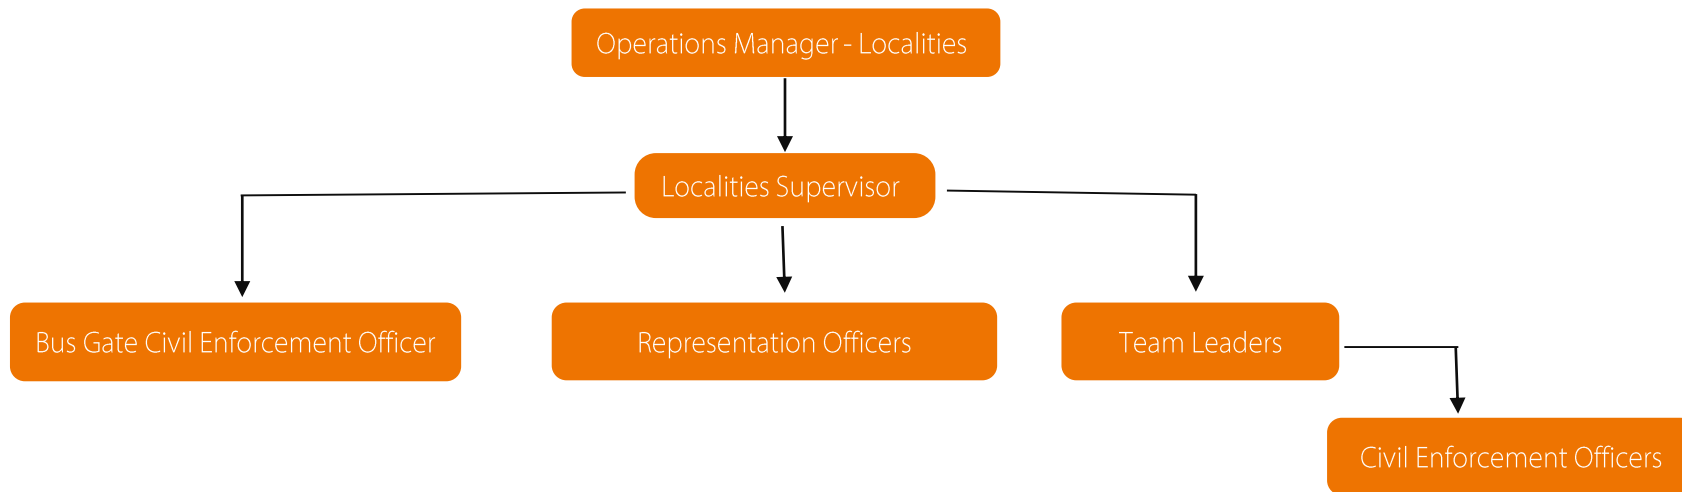 Operations Manager - Localities
Localities Supervisor
Bus Gate Civil Enforcement Officer
Representation Officers
Team Leaders
Civil Enforcement Officers